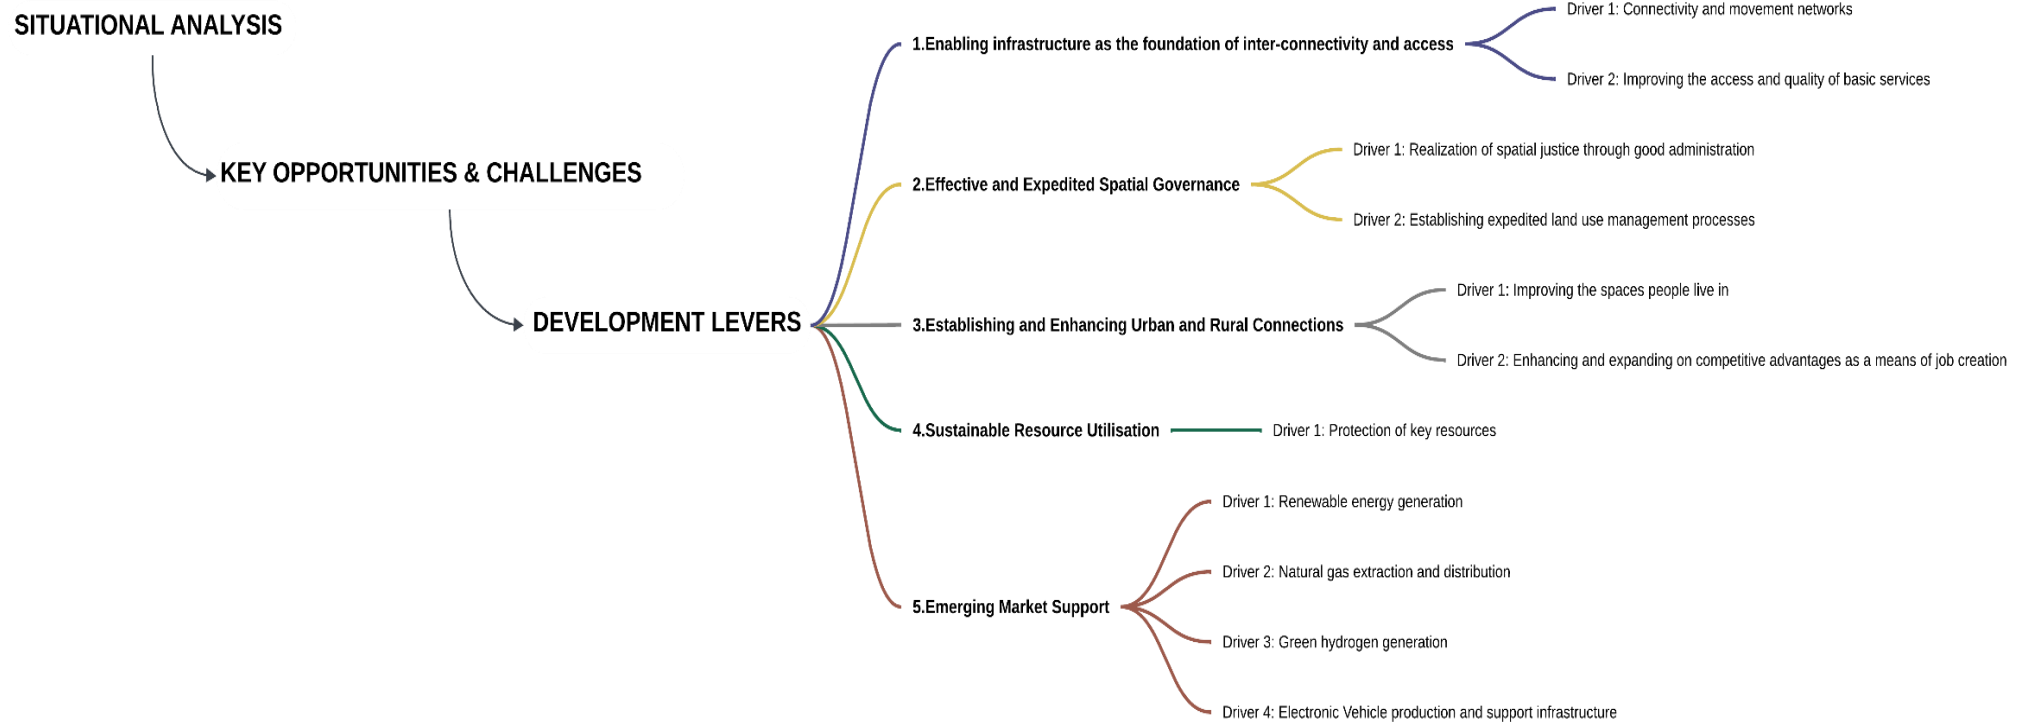 SITUATIONAL ANALYSIS
KEY OPPORTUNITIES & CHALLENGES
DEVELOPMENT LEVERS
1.Enabling infrastructure as the foundation of inter-connectivity and access
Driver 1: Connectivity and movement networks
Driver 2: Improving the access and quality of basic services
2.Effective and Expedited Spatial Governance
Driver 1: Realization of spatial justice through good administration
Driver 2: Establishing expedited land use management processes
3.Establishing and Enhancing Urban and Rural Connections
Driver 1: Improving the spaces people live in
Driver 2: Enhancing and expanding on competitive advantages as a means of job creation
4.Sustainable Resource Utilisation
Driver 1: Protection of key resources
5.Emerging Market Support
Driver 1: Renewable energy generation
Driver 2: Natural gas extraction and distribution
Driver 3: Green hydrogen generation
Driver 4: Electronic Vehicle production and support infrastructure